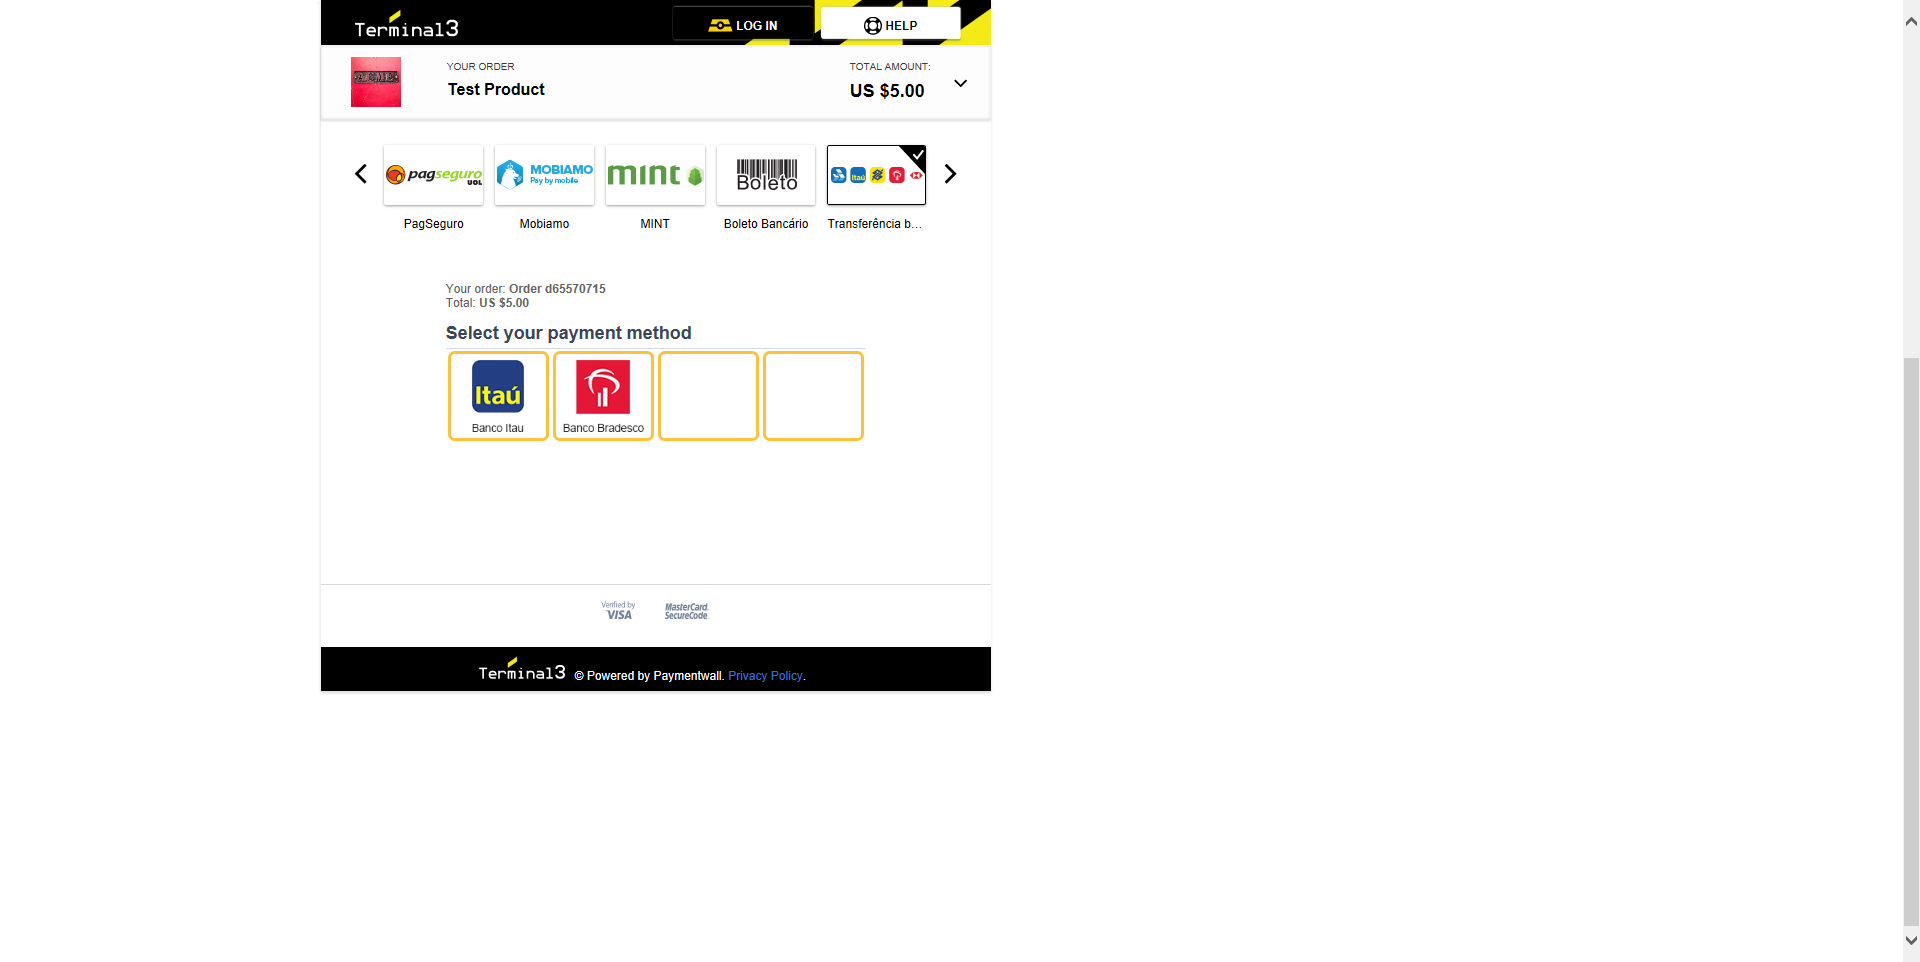 Terminal3
LOG IN
HELP
YOUR ORDER
Test Product
TOTAL AMOUNT:
US $5.00
pagseguro
UOL
MOBIAMO
Pay by mobile
mint
Boleto
Itaú
PagSeguro
Mobiamo
MINT
Boleto Bancário
Transferência b...
Your order: Order d65570715
Total: US $5.00
Select your payment method
Itaú
Banco Itau
Banco Bradesco
Verified by
VISA
MasterCard.
SecureCode.
Terminal3 © Powered by Paymentwall. Privacy Policy.